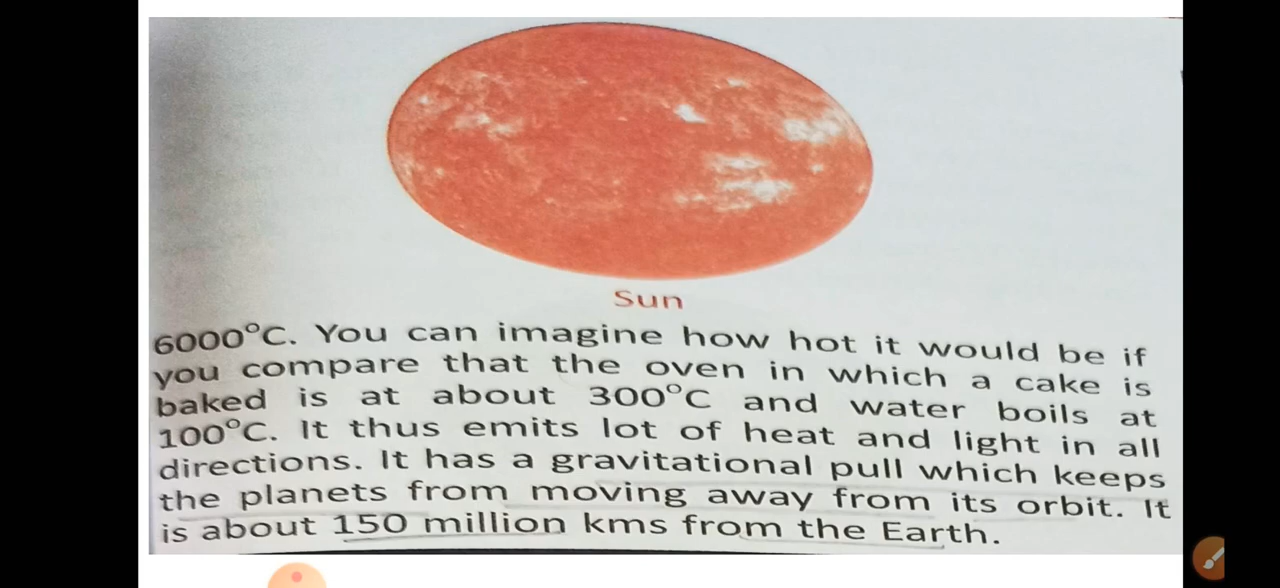 Sun
6000°C. You can imagine how hot it would be if
you compare that the oven in which a cake is
baked is at about 300°C and water boils at
100°C. It thus emits lot of heat and light in all
directions. It has a gravitational pull which keeps
the planets from moving away from its orbit. It
is about 150 million kms from the Earth.